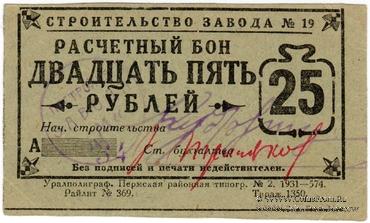 СТРОИТЕЛЬСТВО ЗАВОДА № 19
РАСЧЕТНЫЙ БОН
ДВАДЦАТЬ ПЯТЬ
РУБЛЕЙ
25
Нач. строительства
А
Ст. бухгалтер
Без подписей и печати недействителен.
Уралполиграф. Пермская районная типогр. № 2. 1931—574.
Райлит № 369. Тираж 1350.